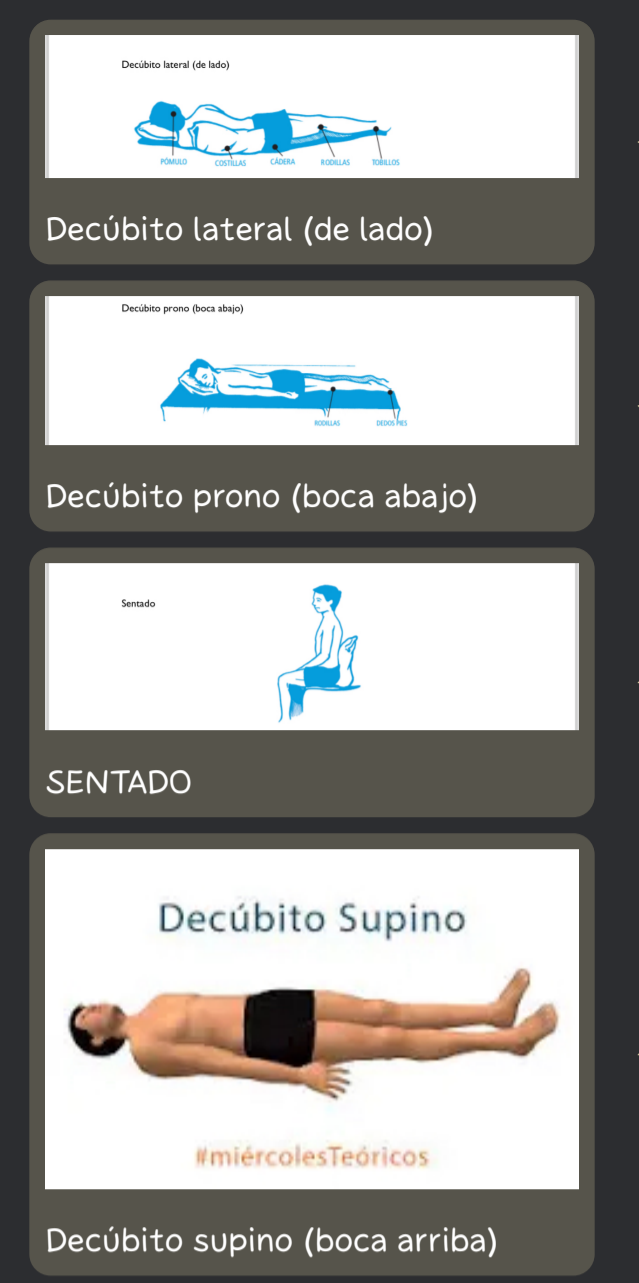 Decúbito lateral (de lado)
PÓMULO COSTILLAS CÁDERA RODILLAS TOBILLOS
Decúbito lateral (de lado)
Decúbito prono (boca abajo)
RODILLAS DEDOS PIES
Decúbito prono (boca abajo)
Sentado
SENTADO
Decúbito Supino
#miércolesTeóricos
Decúbito supino (boca arriba)